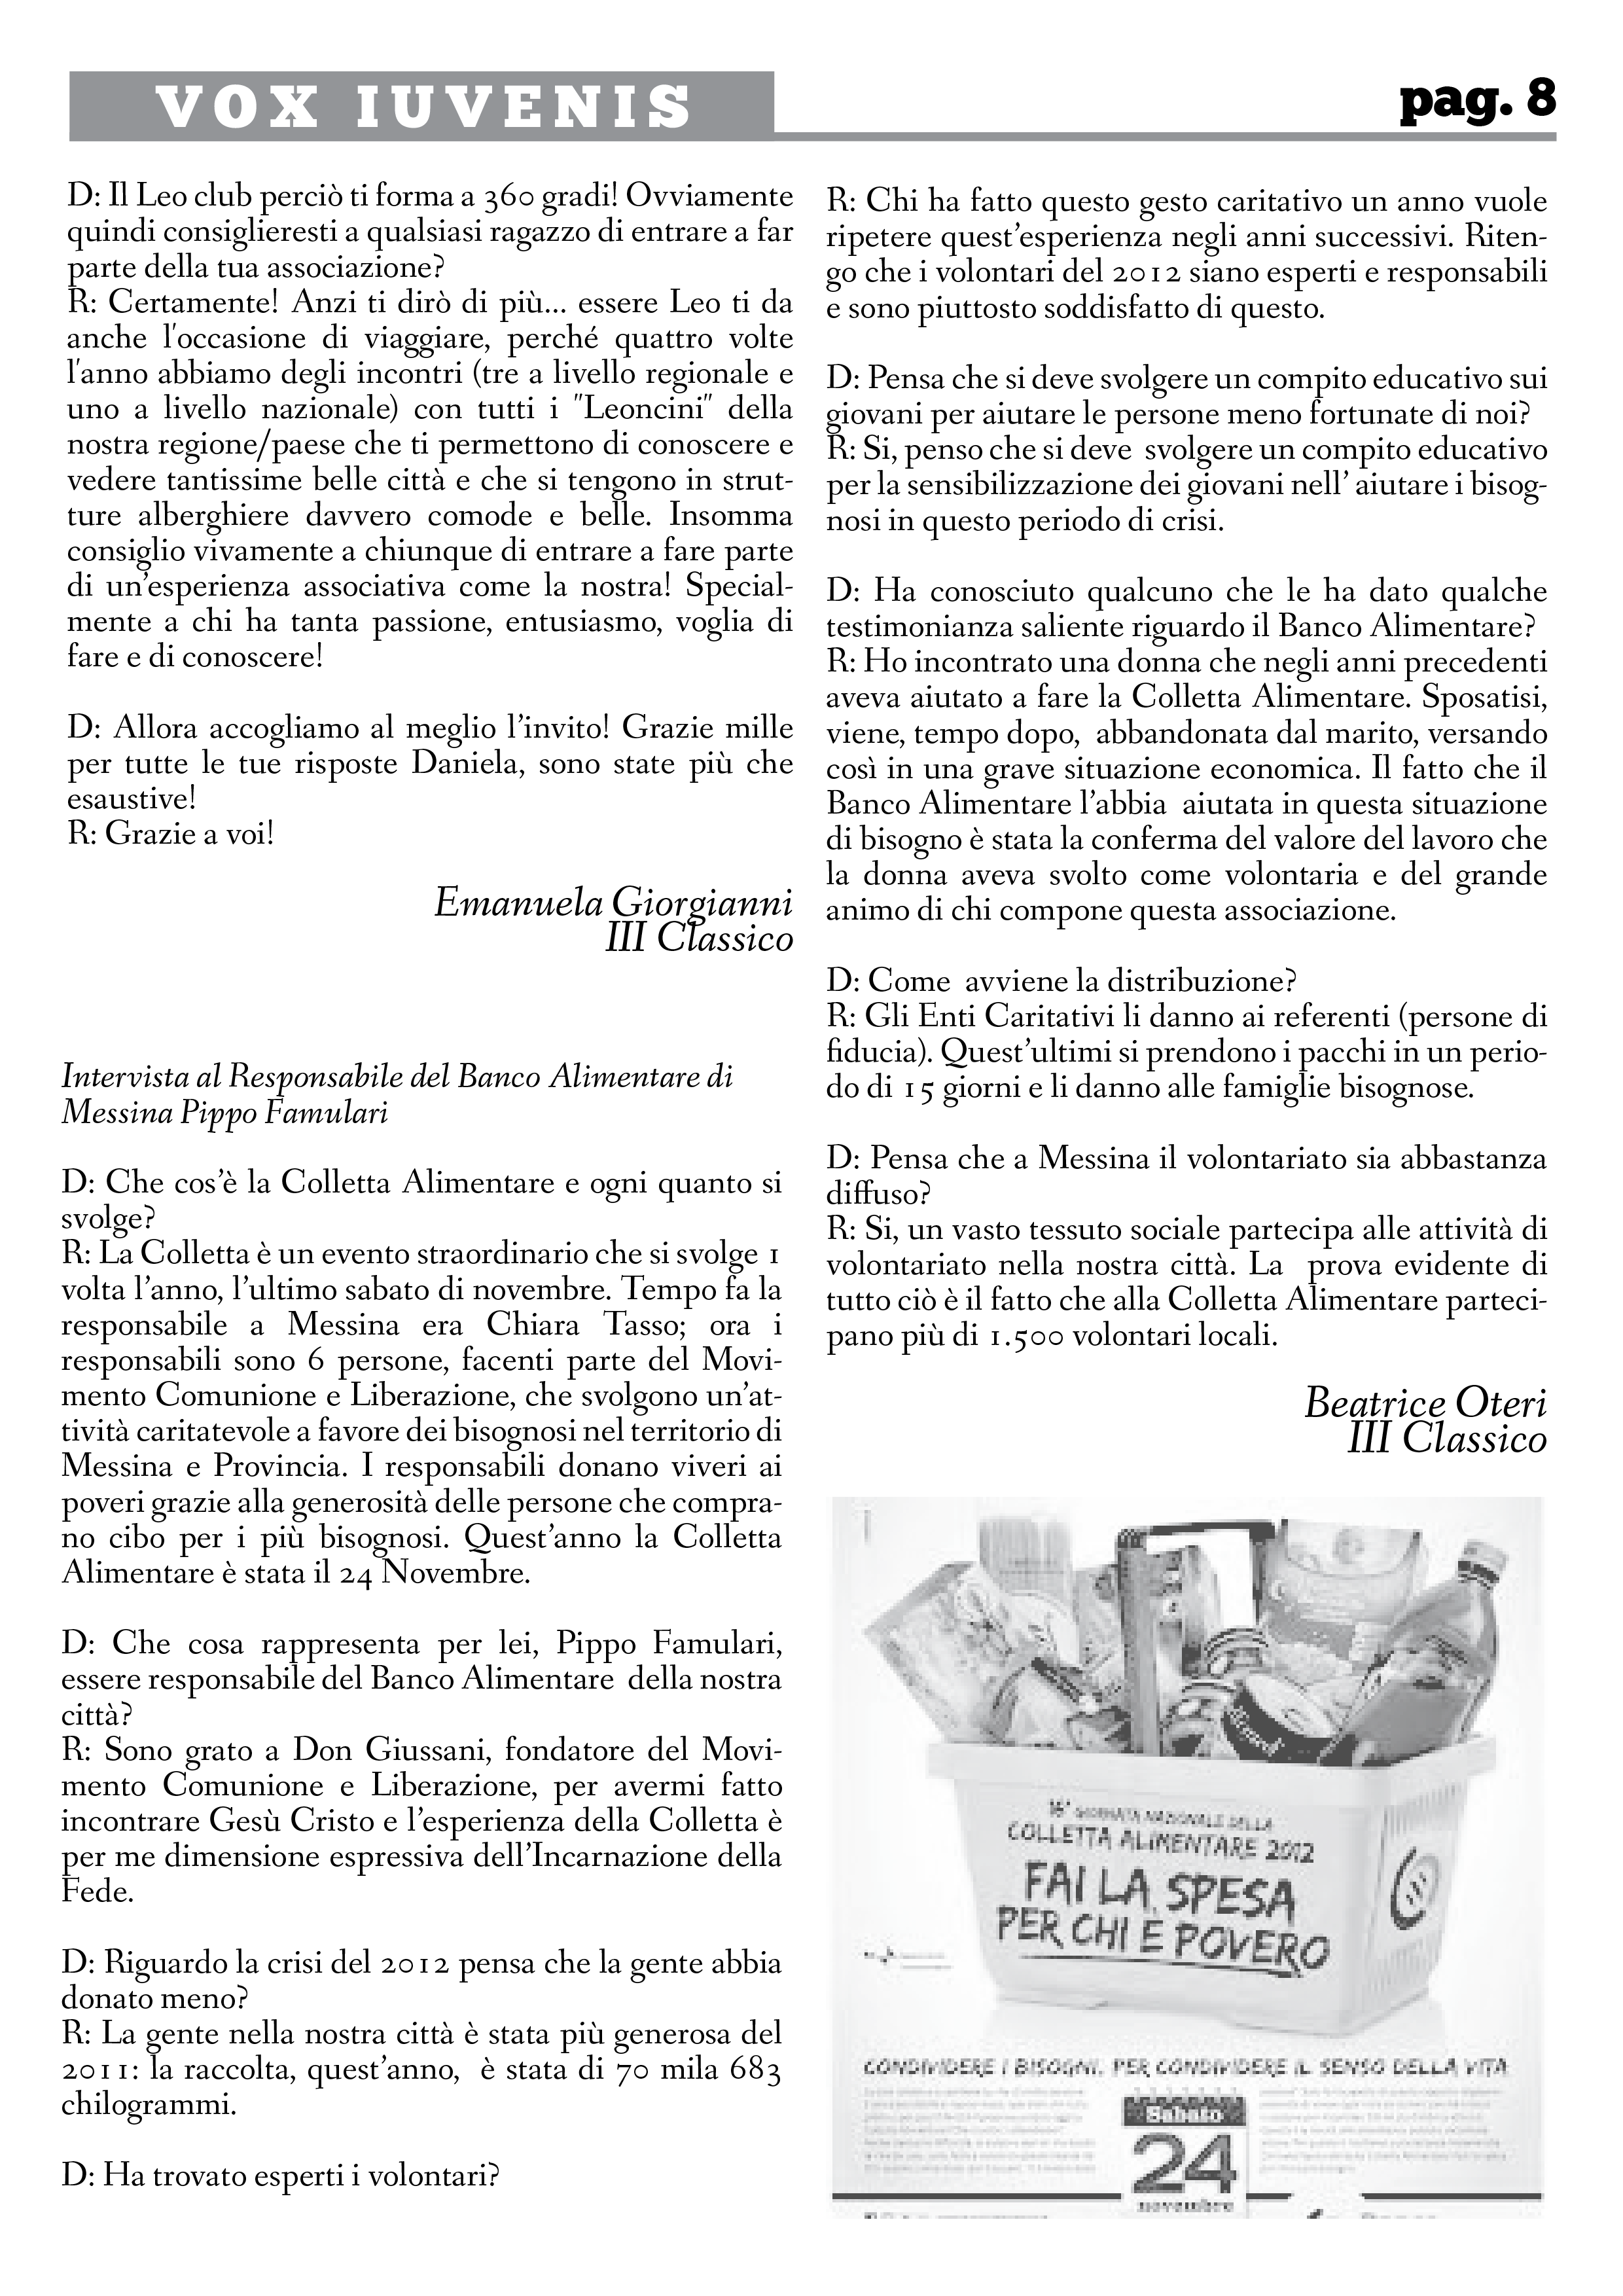 VOX IUVENIS
pag. 8
D: Il Leo club perciò ti forma a 360 gradi! Ovviamente
quindi consiglieresti a qualsiasi ragazzo di entrare a far
parte della tua associazione?
R: Certamente! Anzi ti dirò di più... essere Leo ti da
anche l'occasione di viaggiare, perché quattro volte
l'anno abbiamo degli incontri (tre a livello regionale e
uno a livello nazionale) con tutti i "Leoncini" della
nostra regione/paese che ti permettono di conoscere e
vedere tantissime belle città e che si tengono in strut-
ture alberghiere davvero comode e belle. Insomma
consiglio vivamente a chiunque di entrare a fare parte
di un’esperienza associativa come la nostra! Special-
mente a chi ha tanta passione, entusiasmo, voglia di
fare e di conoscere!
D: Allora accogliamo al meglio l’invito! Grazie mille
per tutte le tue risposte Daniela, sono state più che
esaustive!
R: Grazie a voi!
Emanuela Giorgianni
III Classico
Intervista al Responsabile del Banco Alimentare di
Messina Pippo Famulari
D: Che cos’è la Colletta Alimentare e ogni quanto si
svolge?
R: La Colletta è un evento straordinario che si svolge 1
volta l’anno, l’ultimo sabato di novembre. Tempo fa la
responsabile a Messina era Chiara Tasso; ora i
responsabili sono 6 persone, facenti parte del Movi-
mento Comunione e Liberazione, che svolgono un’at-
tività caritatevole a favore dei bisognosi nel territorio di
Messina e Provincia. I responsabili donano viveri ai
poveri grazie alla generosità delle persone che compra-
no cibo per i più bisognosi. Quest’anno la Colletta
Alimentare è stata il 24 Novembre.
D: Che cosa rappresenta per lei, Pippo Famulari,
essere responsabile del Banco Alimentare della nostra
città?
R: Sono grato a Don Giussani, fondatore del Movi-
mento Comunione e Liberazione, per avermi fatto
incontrare Gesù Cristo e l’esperienza della Colletta è
per me dimensione espressiva dell’Incarnazione della
Fede.
D: Riguardo la crisi del 2012 pensa che la gente abbia
donato meno?
R: La gente nella nostra città è stata più generosa del
2011: la raccolta, quest’anno, è stata di 70 mila 683
chilogrammi.
D: Ha trovato esperti i volontari?
R: Chi ha fatto questo gesto caritativo un anno vuole
ripetere quest’esperienza negli anni successivi. Riten-
go che i volontari del 2012 siano esperti e responsabili
e sono piuttosto soddisfatto di questo.
D: Pensa che si deve svolgere un compito educativo sui
giovani per aiutare le persone meno fortunate di noi?
R: Si, penso che si deve svolgere un compito educativo
per la sensibilizzazione dei giovani nell’ aiutare i bisog-
nosi in questo periodo di crisi.
D: Ha conosciuto qualcuno che le ha dato qualche
testimonianza saliente riguardo il Banco Alimentare?
R: Ho incontrato una donna che negli anni precedenti
aveva aiutato a fare la Colletta Alimentare. Sposatisi,
viene, tempo dopo, abbandonata dal marito, versando
così in una grave situazione economica. Il fatto che il
Banco Alimentare l’abbia aiutata in questa situazione
di bisogno è stata la conferma del valore del lavoro che
la donna aveva svolto come volontaria e del grande
animo di chi compone questa associazione.
D: Come avviene la distribuzione?
R: Gli Enti Caritativi li danno ai referenti (persone di
fiducia). Quest’ultimi si prendono i pacchi in un perio-
do di 15 giorni e li danno alle famiglie bisognose.
D: Pensa che a Messina il volontariato sia abbastanza
diffuso?
R: Si, un vasto tessuto sociale partecipa alle attività di
volontariato nella nostra città. La prova evidente di
tutto ciò è il fatto che alla Colletta Alimentare parteci-
pano più di 1.500 volontari locali.
Beatrice Oteri
III Classico
16ª GIORNATA NAZIONALE DELLA
COLLETTA ALIMENTARE 2012
FAI LA SPESA
PER CHI È POVERO
CONDIVIDERE I BISOGNI, PER CONDIVIDERE IL SENSO DELLA VITA
Sabato
24
novembre